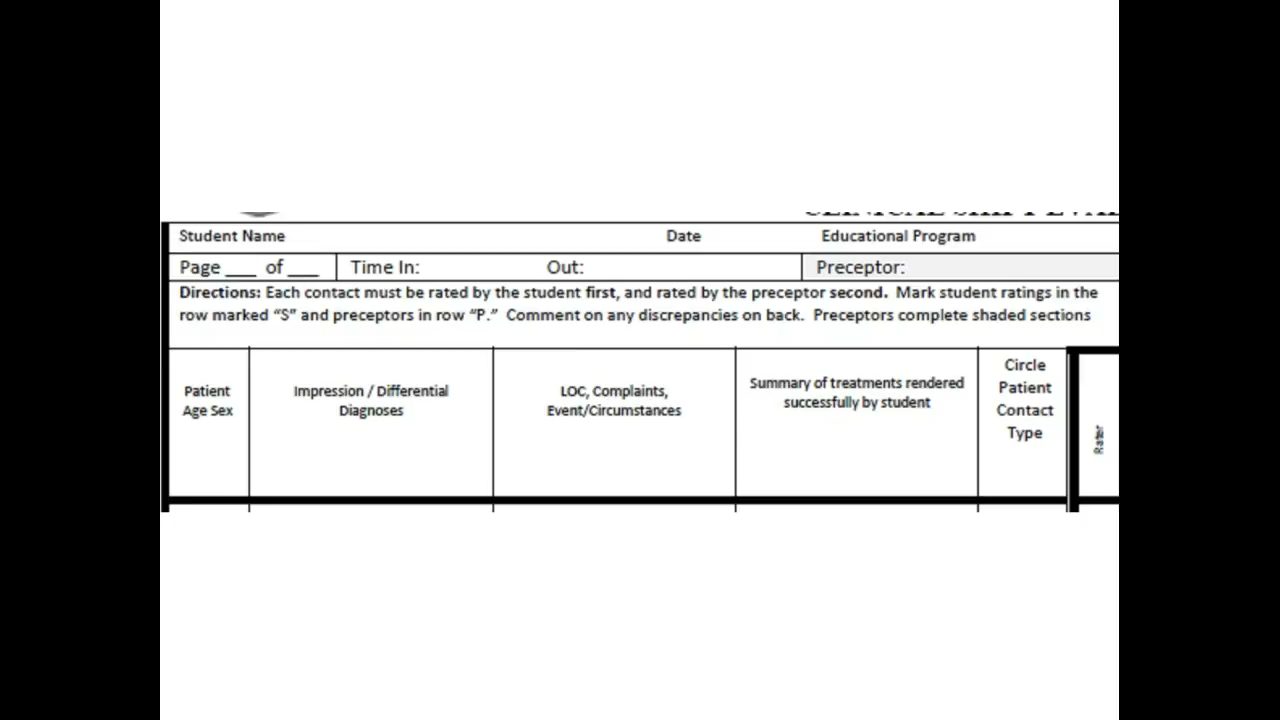 CLINICAL SHIFT EVAL
Student Name Date Educational Program
Page ___ of ___ Time In: Out: Preceptor:
Directions: Each contact must be rated by the student first, and rated by the preceptor second. Mark student ratings in the
row marked “S” and preceptors in row “P.” Comment on any discrepancies on back. Preceptors complete shaded sections
Patient
Age Sex
Impression / Differential
Diagnoses
LOC, Complaints,
Event/Circumstances
Summary of treatments rendered
successfully by student
Circle
Patient
Contact
Type
Rater